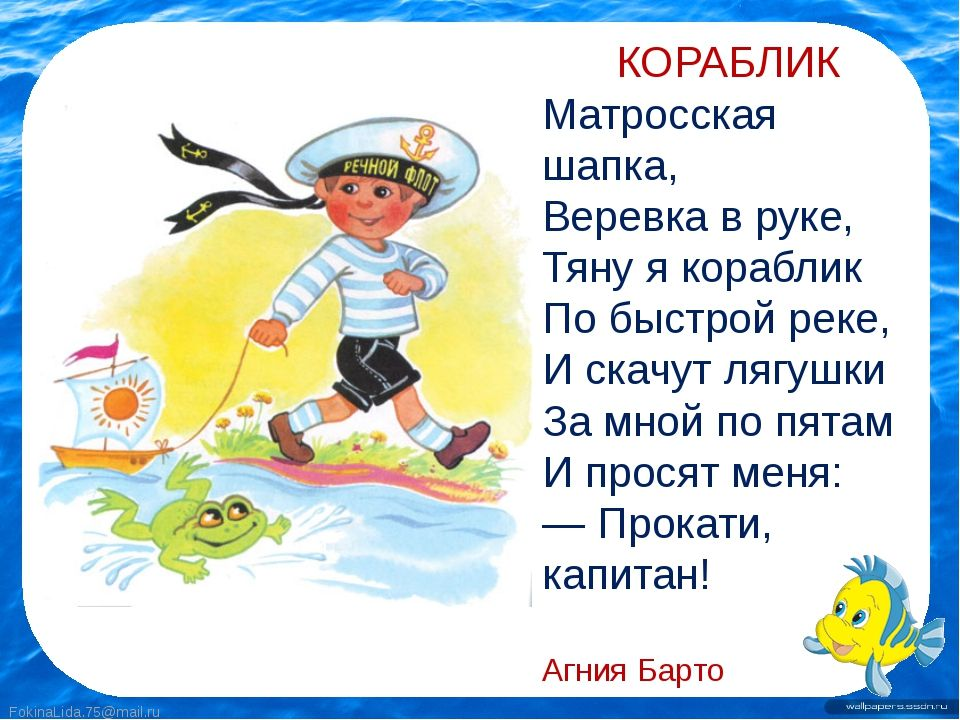 КОРАБЛИК
Матросская
шапка,
Веревка в руке,
Тяну я кораблик
По быстрой реке,
И скачут лягушки
За мной по пятам
И просят меня:
— Прокати,
капитан!
Агния Барто
РЕЧНОЙ ФЛОТ
FokinaLida.75@mail.ru
wallpapers.ssdn.ru